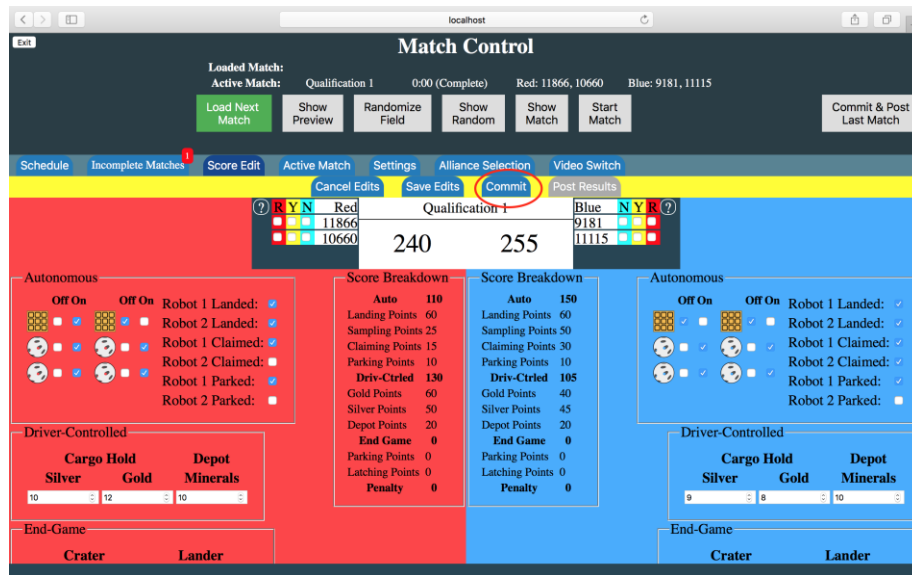 localhost
Exit
Match Control
Loaded Match:
Active Match: Qualification 1 0:00 (Complete) Red: 11866, 10660 Blue: 9181, 11115
Load Next Match
Show Preview
Randomize Field
Show Random
Show Match
Start Match
Commit & Post Last Match
Schedule Incomplete Matches 1 Score Edit Active Match Settings Alliance Selection Video Switch
Cancel Edits Save Edits Commit Post Results
? R Y N Red Qualification 1 Blue N Y R ?
11866 9181
10660 11115
240 255
Autonomous
Off On Off On
Robot 1 Landed:
Robot 2 Landed:
Robot 1 Claimed:
Robot 2 Claimed:
Robot 1 Parked:
Robot 2 Parked:
Driver-Controlled
Cargo Hold Depot
Silver Gold Minerals
10 12 10
End-Game
Crater Lander
Score Breakdown
Auto 110
Landing Points 60
Sampling Points 25
Claiming Points 15
Parking Points 10
Driv-Ctrled 130
Gold Points 60
Silver Points 50
Depot Points 20
End Game 0
Parking Points 0
Latching Points 0
Penalty 0
Score Breakdown
Auto 150
Landing Points 60
Sampling Points 50
Claiming Points 30
Parking Points 10
Driv-Ctrled 105
Gold Points 40
Silver Points 45
Depot Points 20
End Game 0
Parking Points 0
Latching Points 0
Penalty 0
Autonomous
Off On Off On
Robot 1 Landed:
Robot 2 Landed:
Robot 1 Claimed:
Robot 2 Claimed:
Robot 1 Parked:
Robot 2 Parked:
Driver-Controlled
Cargo Hold Depot
Silver Gold Minerals
9 8 10
End-Game
Crater Lander